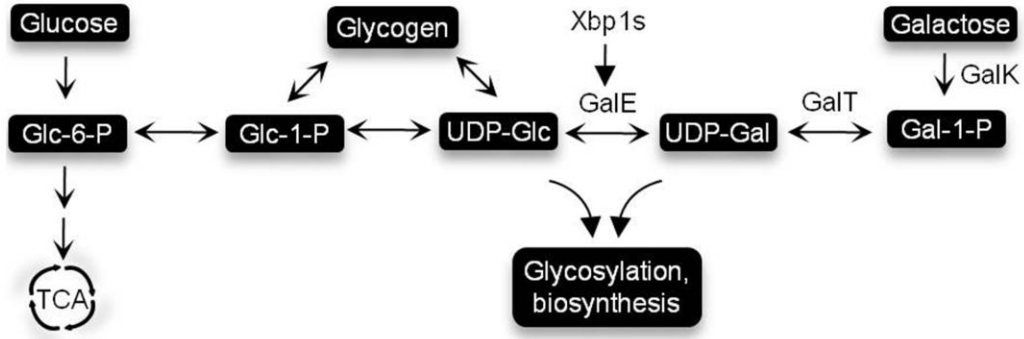 Glucose
Glycogen
Xbp1s
Galactose
GalK
Glc-6-P
Glc-1-P
UDP-Glc
GalE
UDP-Gal
GalT
Gal-1-P
Glycosylation,
biosynthesis
TCA